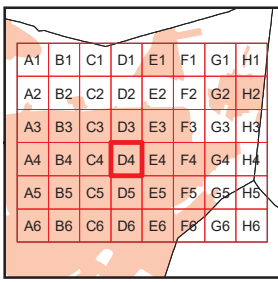 A1 B1 C1 D1 E1 F1 G1 H1
A2 B2 C2 D2 E2 F2 G2 H2
A3 B3 C3 D3 E3 F3 G3 H3
A4 B4 C4 D4 E4 F4 G4 H4
A5 B5 C5 D5 E5 F5 G5 H5
A6 B6 C6 D6 E6 F6 G6 H6